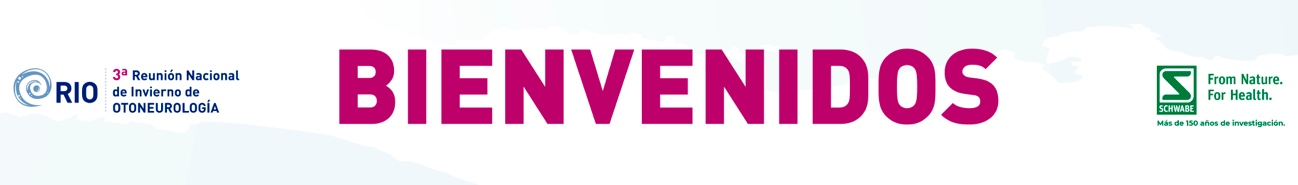 RIO
3ª Reunión Nacional
de Invierno de
OTONEUROLOGÍA
BIENVENIDOS
SCHWABE
From Nature.
For Health.
Más de 150 años de investigación.